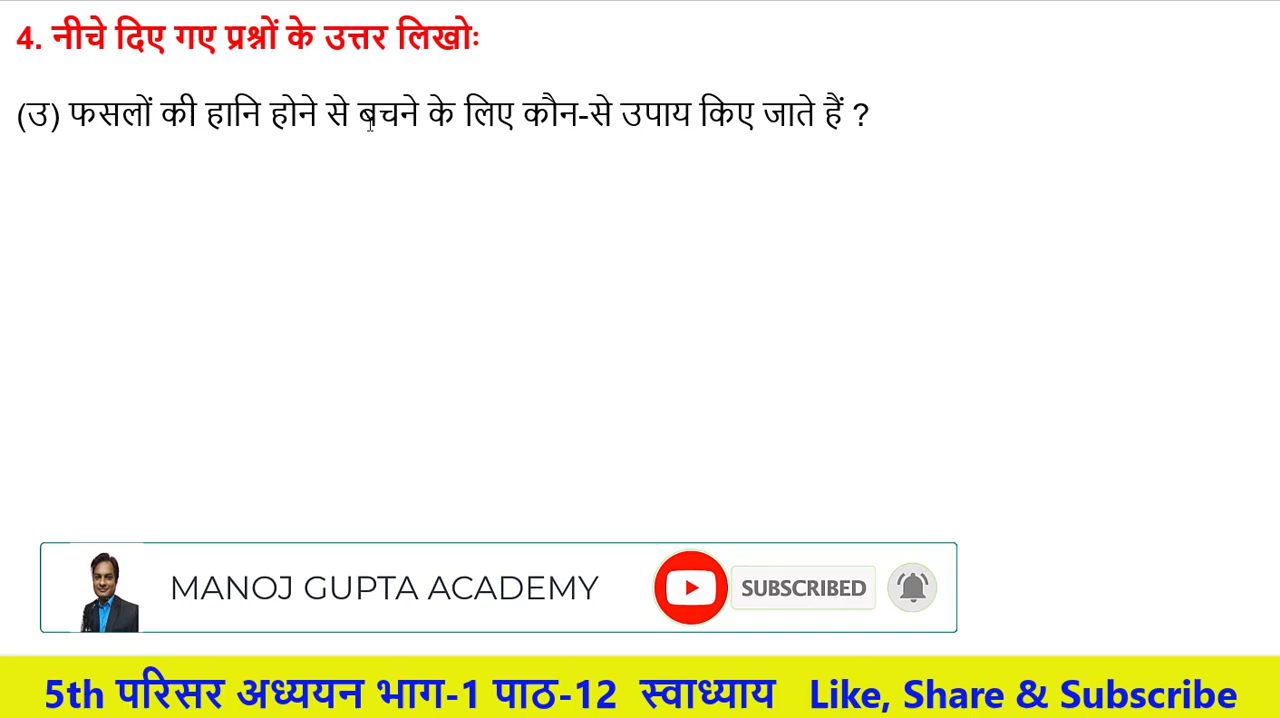 4. नीचे दिए गए प्रश्नों के उत्तर लिखोः
(उ) फसलों की हानि होने से बचने के लिए कौन-से उपाय किए जाते हैं ?
MANOJ GUPTA ACADEMY
SUBSCRIBED
5th परिसर अध्ययन भाग-1 पाठ-12 स्वाध्याय Like, Share & Subscribe